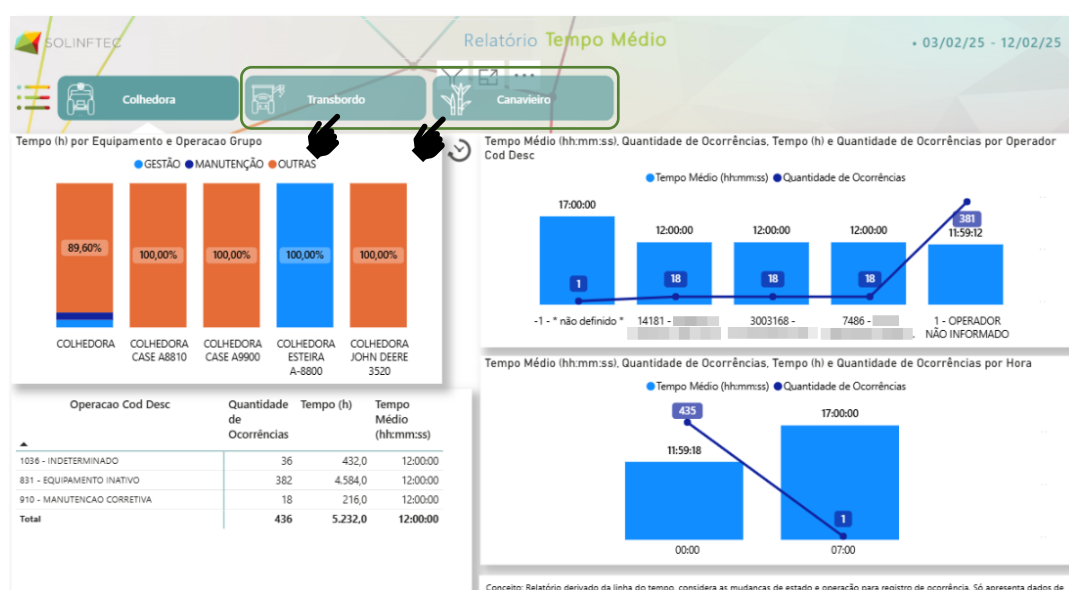 SOLINFTEC
Relatório Tempo Médio
• 03/02/25 - 12/02/25
Colhedora
Transbordo
Canavieiro
Tempo (h) por Equipamento e Operacao Grupo
GESTÃO MANUTENÇÃO OUTRAS
89,60%
100,00%
100,00%
100,00%
100,00%
COLHEDORA
COLHEDORA
CASE A8810
COLHEDORA
CASE A9900
COLHEDORA
ESTEIRA
A-8800
COLHEDORA
JOHN DEERE
3520
Operacao Cod Desc
Quantidade
de
Ocorrências
Tempo (h)
Tempo
Médio
(hh:mm:ss)
1036 - INDETERMINADO 36 432,0 12:00:00
831 - EQUIPAMENTO INATIVO 382 4.584,0 12:00:00
910 - MANUTENCAO CORRETIVA 18 216,0 12:00:00
Total 436 5.232,0 12:00:00
Tempo Médio (hh:mm:ss), Quantidade de Ocorrências, Tempo (h) e Quantidade de Ocorrências por Operador
Cod Desc
Tempo Médio (hh:mm:ss) Quantidade de Ocorrências
17:00:00
12:00:00
12:00:00
12:00:00
11:59:12
1
18
18
18
381
-1 - * não definido *
14181 -
3003168 -
7486 -
1 - OPERADOR
NÃO INFORMADO
Tempo Médio (hh:mm:ss), Quantidade de Ocorrências, Tempo (h) e Quantidade de Ocorrências por Hora
Tempo Médio (hh:mm:ss) Quantidade de Ocorrências
435
17:00:00
11:59:18
1
00:00
07:00
Conceito: Relatório derivado da linha do tempo, considera as mudanças de estado e operação para registro de ocorrência. Só apresenta dados de